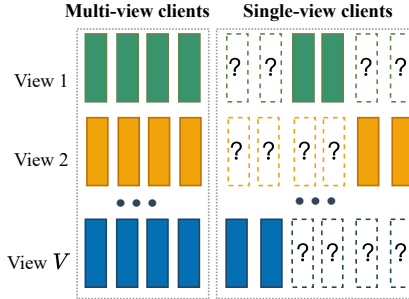 Multi-view clients Single-view clients
View 1 ? ? ? ?
View 2 ? ? ? ?
View V ? ? ? ?